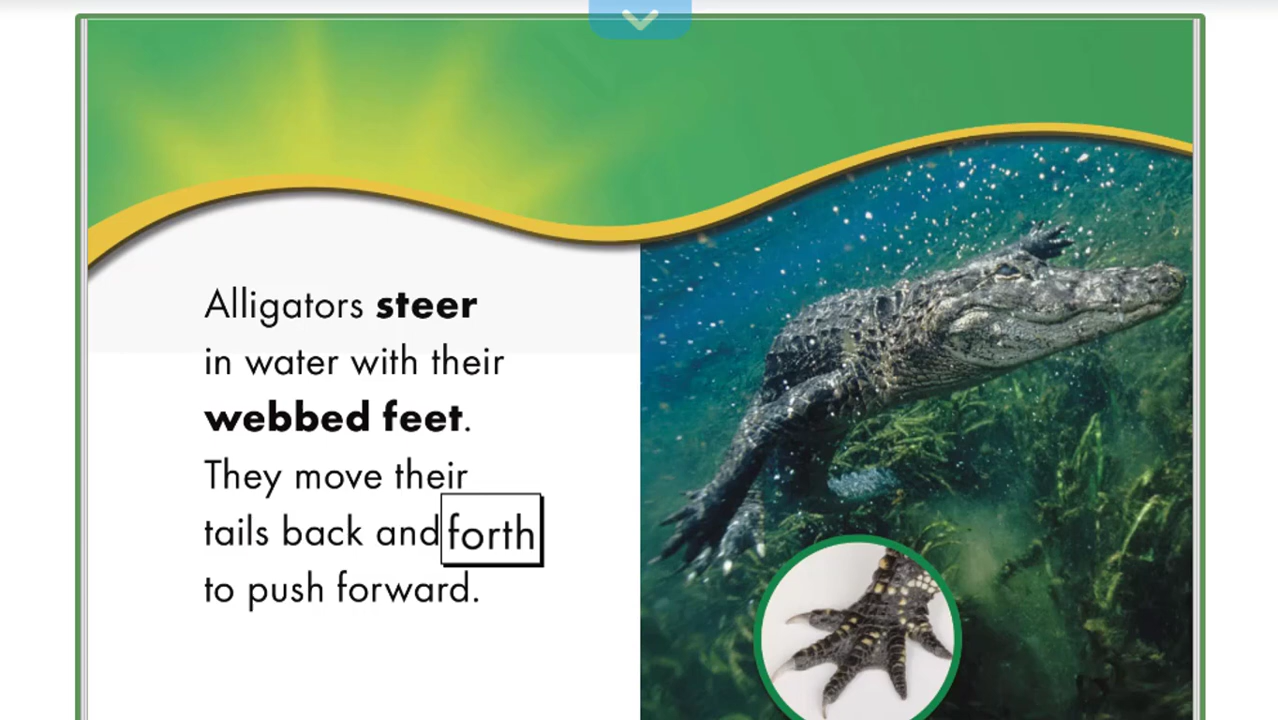 Alligators steer
in water with their
webbed feet.
They move their
tails back and forth
to push forward.